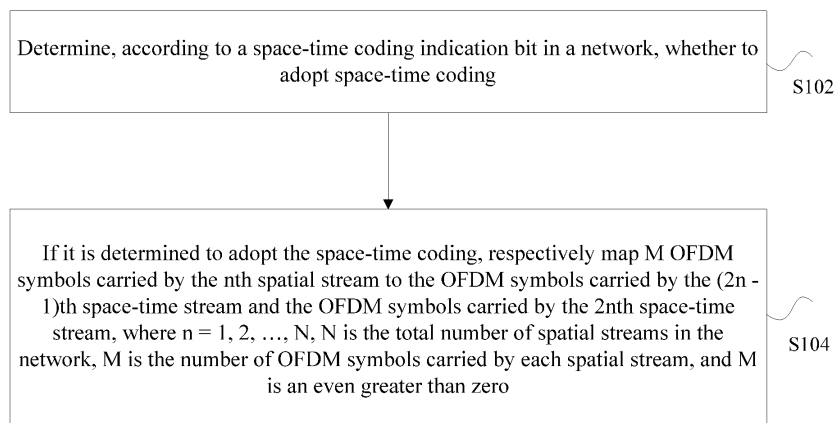 Determine, according to a space-time coding indication bit in a network, whether to
adopt space-time coding
S102
If it is determined to adopt the space-time coding, respectively map M OFDM
symbols carried by the nth spatial stream to the OFDM symbols carried by the (2n -
1)th space-time stream and the OFDM symbols carried by the 2nth space-time
stream, where n = 1, 2, …, N, N is the total number of spatial streams in the
network, M is the number of OFDM symbols carried by each spatial stream, and M
is an even greater than zero
S104